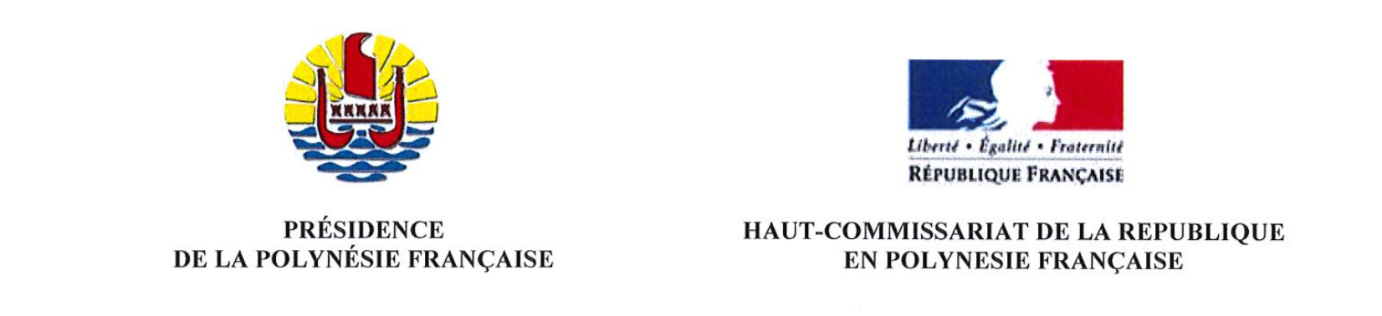 PRÉSIDENCE
DE LA POLYNÉSIE FRANÇAISE
Liberté • Égalité • Fraternité
RÉPUBLIQUE FRANÇAISE
HAUT-COMMISSARIAT DE LA REPUBLIQUE
EN POLYNESIE FRANÇAISE